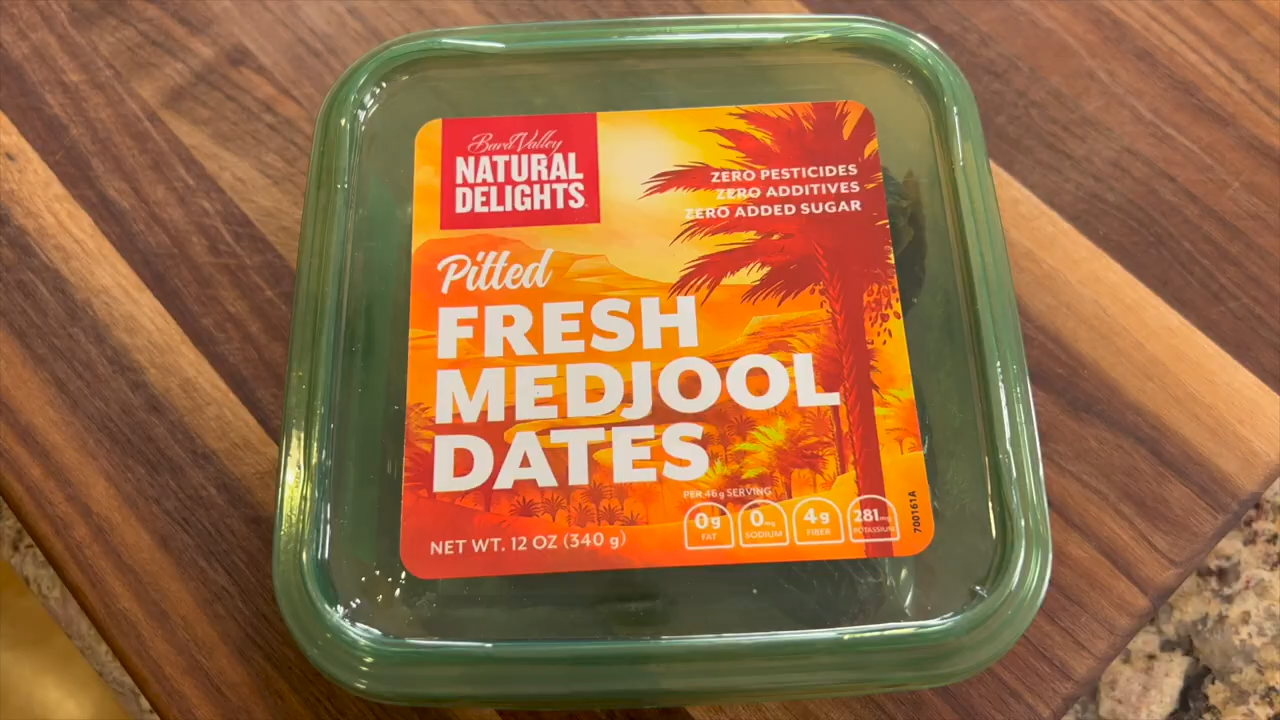 Bard Valley
NATURAL
DELIGHTS
ZERO PESTICIDES
ZERO ADDITIVES
ZERO ADDED SUGAR
Pitted
FRESH
MEDJOOL
DATES
PER 46g SERVING
0g
FAT
0mg
SODIUM
4g
FIBER
281mg
POTASSIUM
NET WT. 12 OZ (340 g)
700161A